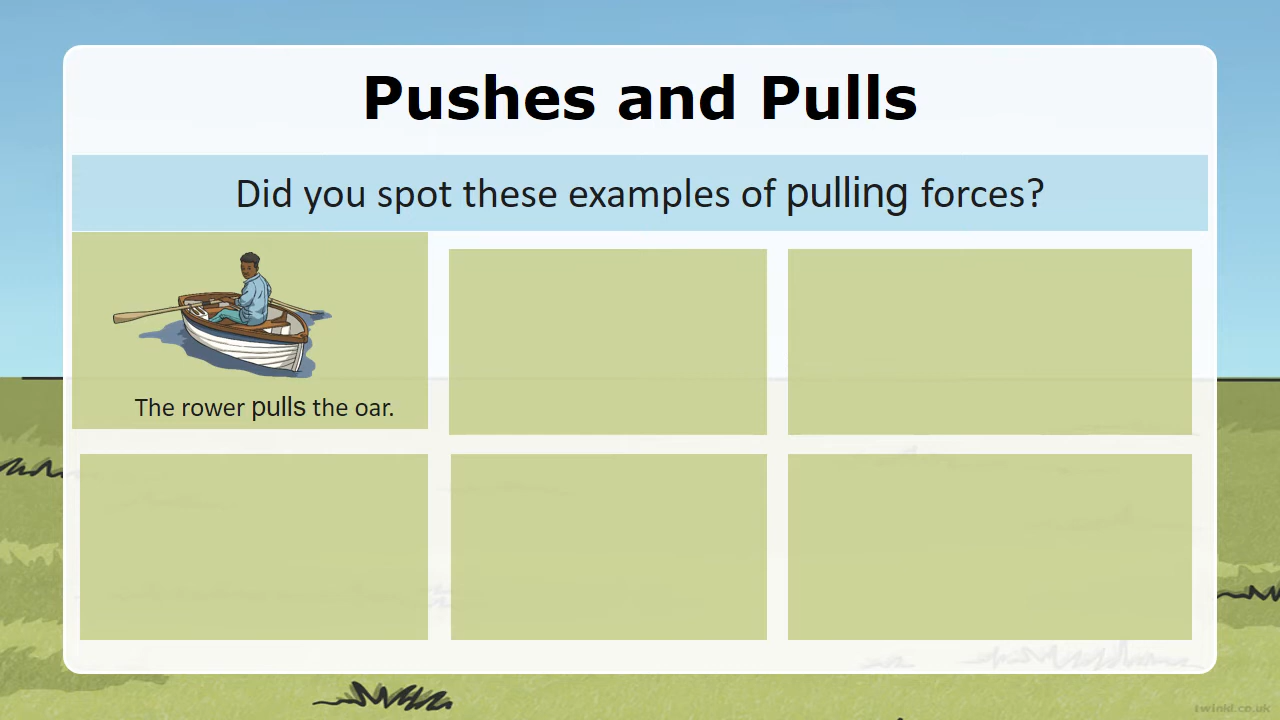 Pushes and Pulls
Did you spot these examples of pulling forces?
The rower pulls the oar.
twinkl.co.uk